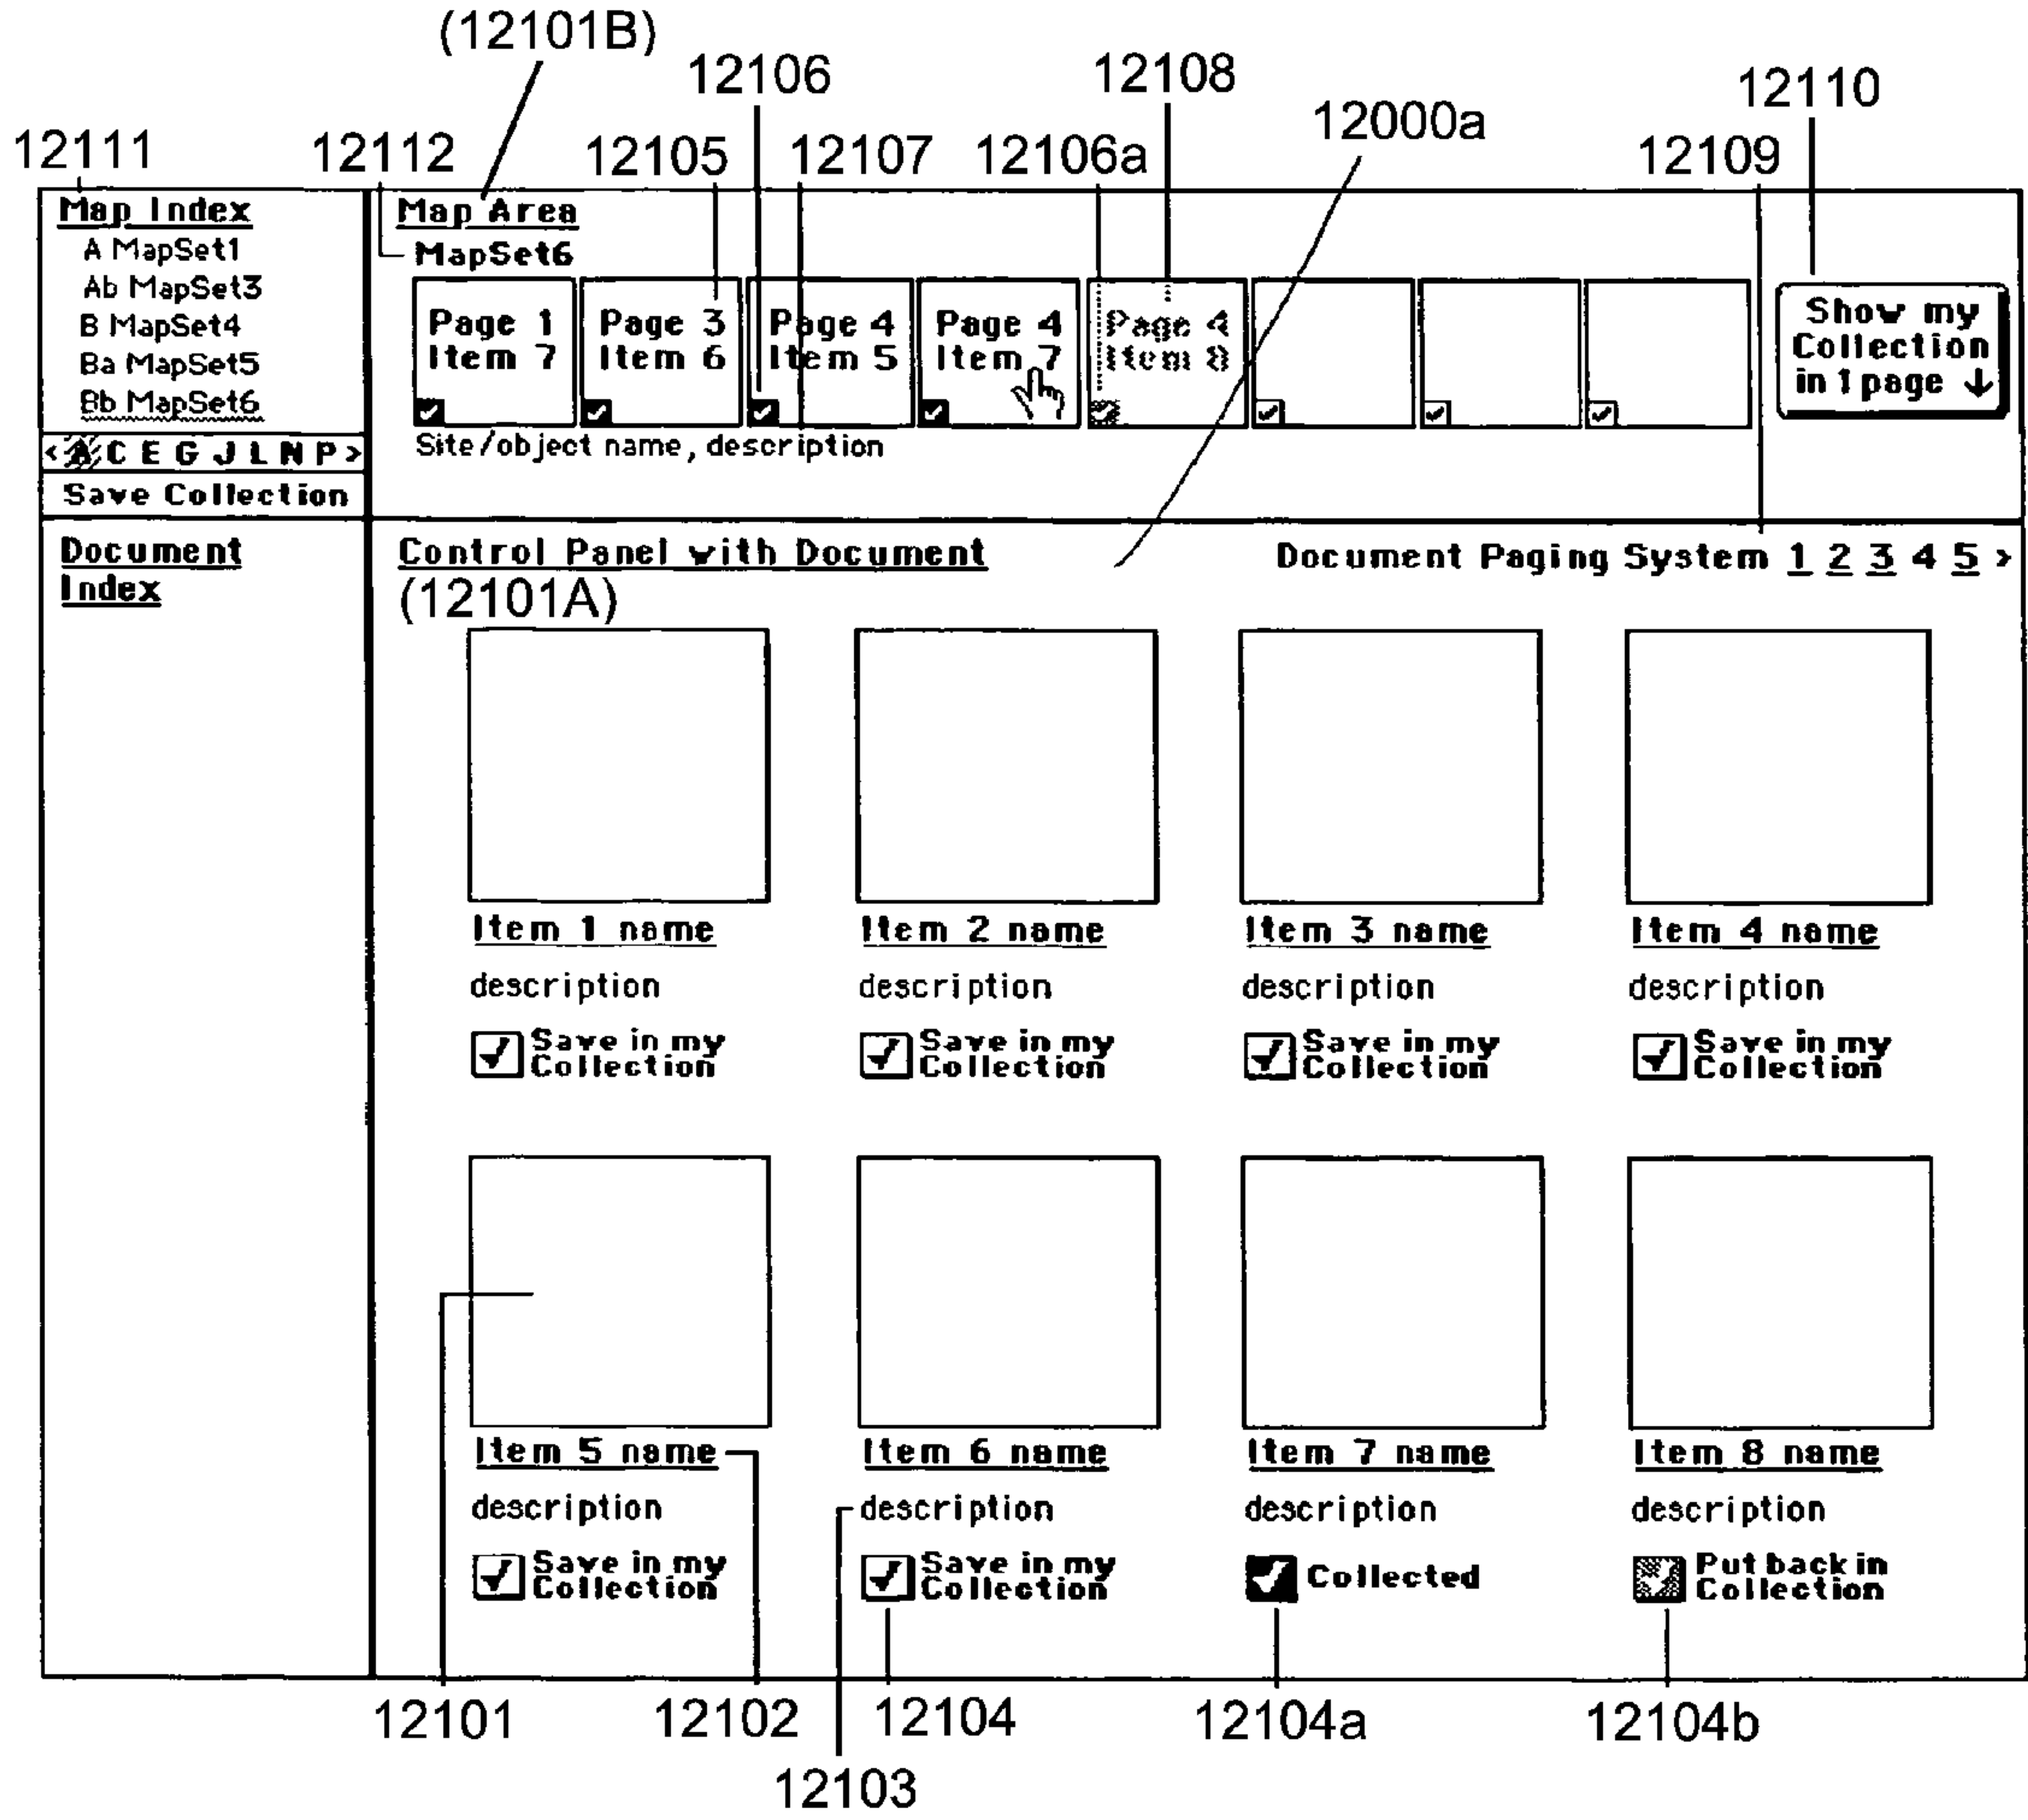 (12101B)
12106
12108
12110
12000a
12111
12112
12105
12107
12106a
12109
Map Index
A MapSet1
Ab MapSet3
B MapSet4
Ba MapSet5
Bb MapSet6
<A C E G J L N P>
Save Collection
Map Area
MapSet6
Page 1
Item 7
Page 3
Item 6
Page 4
Item 5
Page 4
Item 7
Page 4
Item 8
Show my
Collection
in 1 page ↓
Site/object name, description
Document
Index
Control Panel with Document
(12101A)
Document Paging System 1 2 3 4 5 >
Item 1 name
description
Save in my
Collection
Item 2 name
description
Save in my
Collection
Item 3 name
description
Save in my
Collection
Item 4 name
description
Save in my
Collection
Item 5 name
description
Save in my
Collection
Item 6 name
description
Save in my
Collection
Item 7 name
description
Collected
Item 8 name
description
Put back in
Collection
12101
12102
12104
12104a
12104b
12103